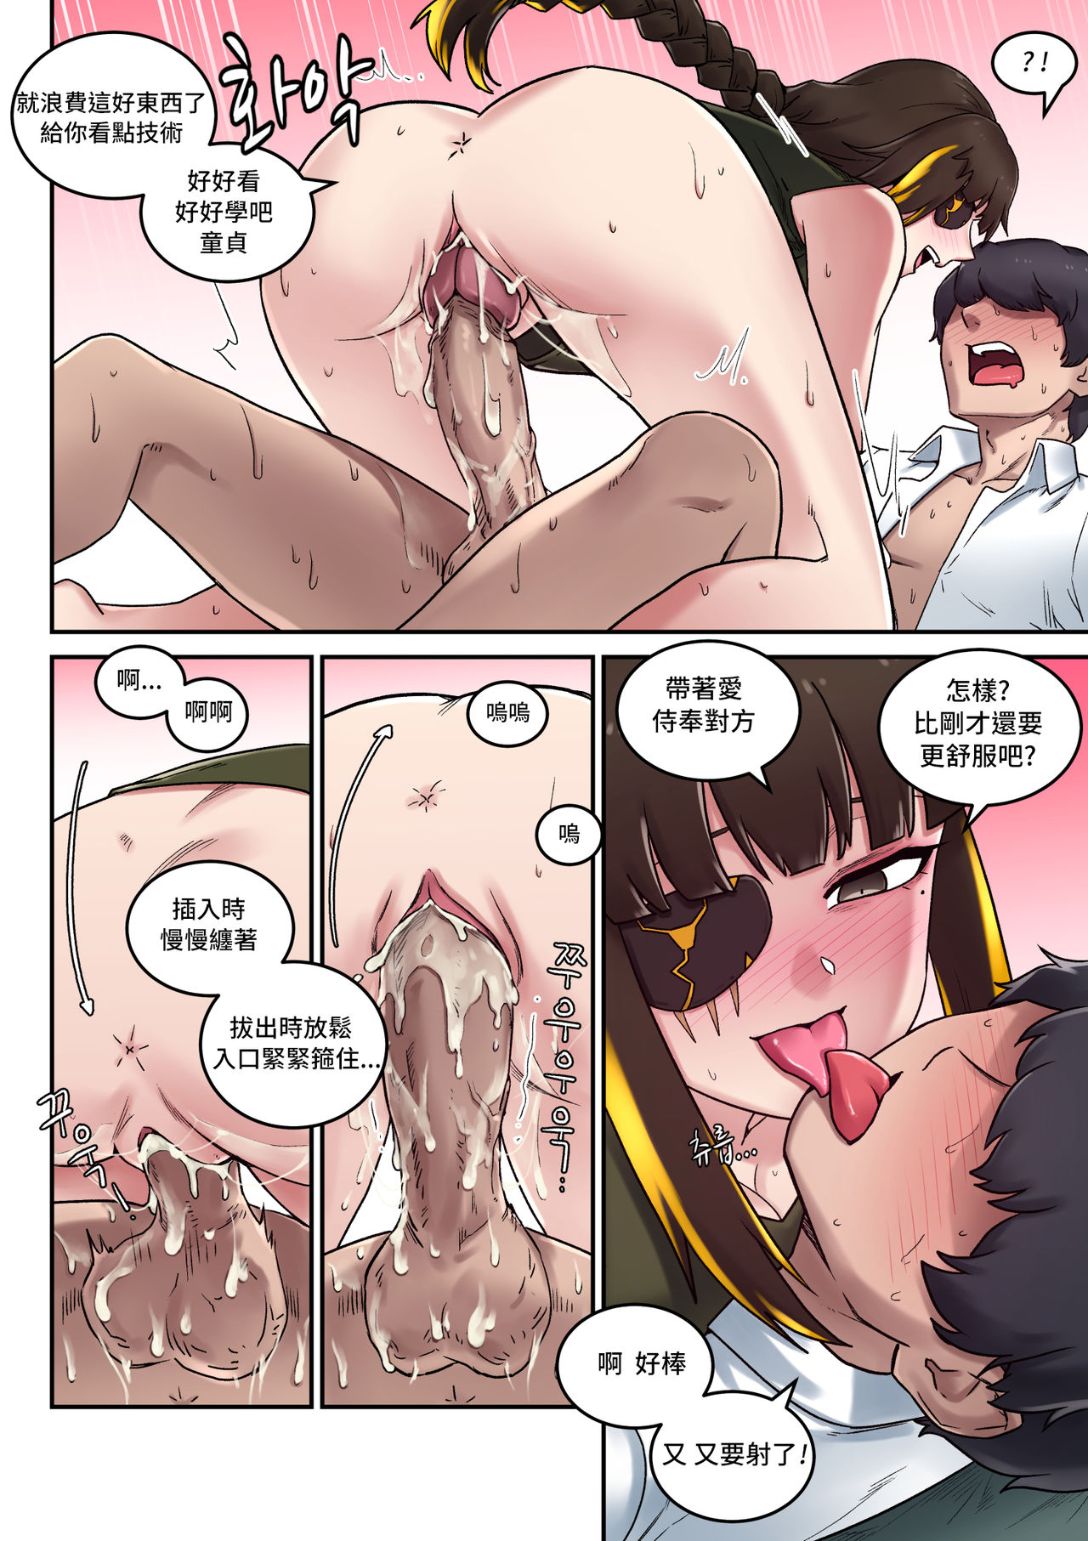 就浪費這好東西了
給你看點技術
好好看
好好學吧
童貞
화악
?!
啊...
啊啊
插入時
慢慢纏著
拔出時放鬆
入口緊緊箍住...
꾸욱
嗚嗚
嗚
쭈우우욱...
帶著愛
侍奉對方
怎樣?
比剛才還要
更舒服吧?
츄릅...
啊 好棒
又 又要射了!